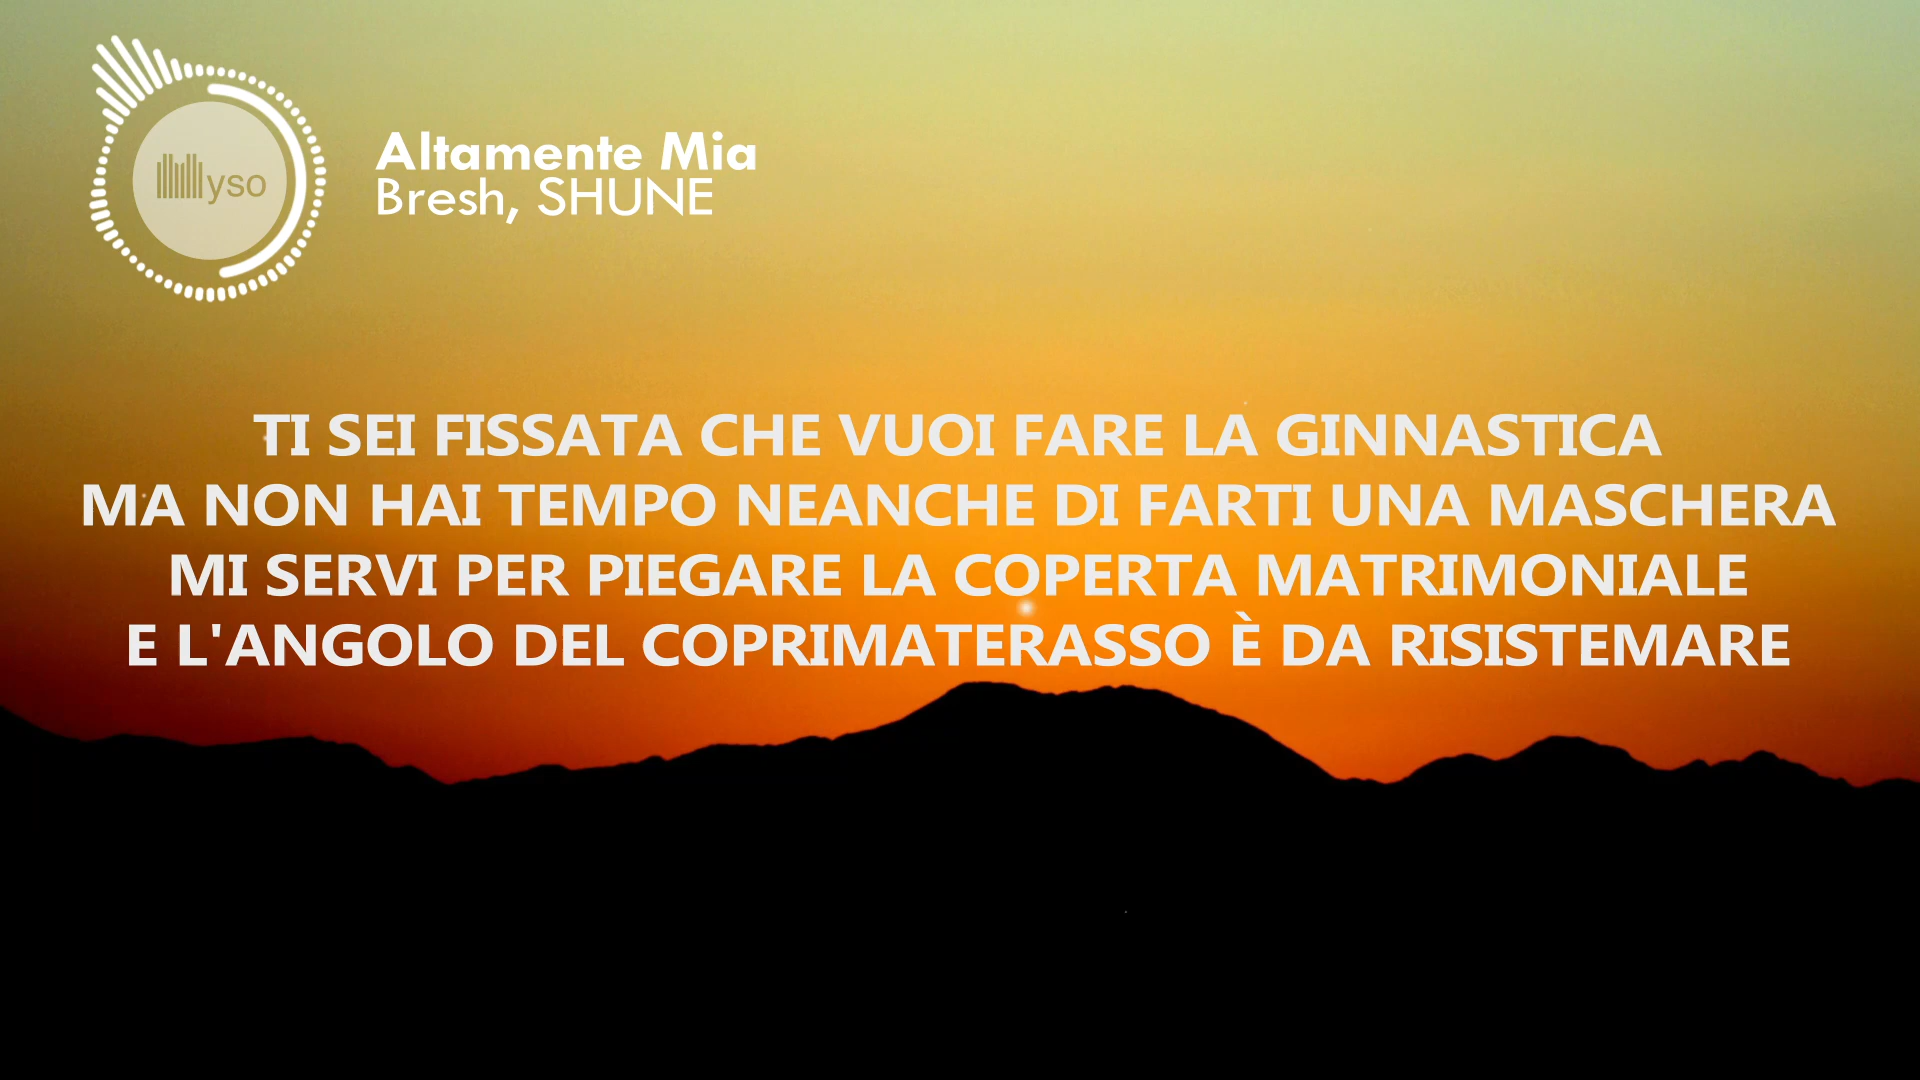 yso
Altamente Mia
Bresh, SHUNE
TI SEI FISSATA CHE VUOI FARE LA GINNASTICA
MA NON HAI TEMPO NEANCHE DI FARTI UNA MASCHERA
MI SERVI PER PIEGARE LA COPERTA MATRIMONIALE
E L'ANGOLO DEL COPRIMATERASSO È DA RISISTEMARE